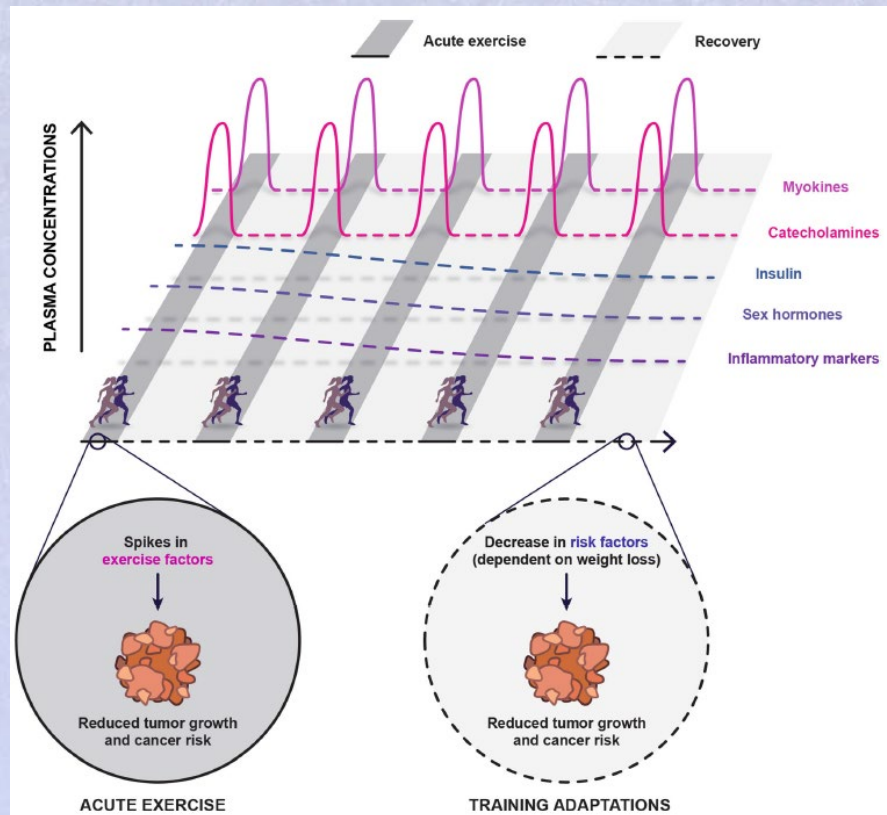 Acute exercise
Recovery
PLASMA CONCENTRATIONS
Myokines
Catecholamines
Insulin
Sex hormones
Inflammatory markers
Spikes in
exercise factors
Reduced tumor growth
and cancer risk
ACUTE EXERCISE
Decrease in risk factors
(dependent on weight loss)
Reduced tumor growth
and cancer risk
TRAINING ADAPTATIONS